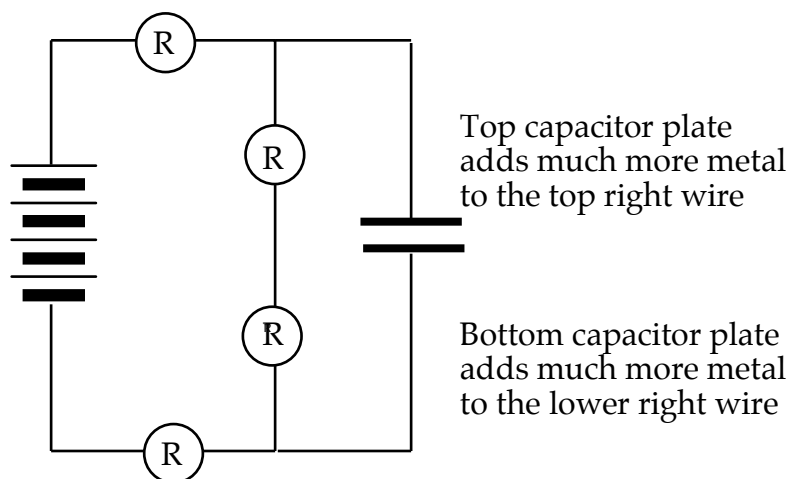 R
R
Top capacitor plate
adds much more metal
to the top right wire
R
Bottom capacitor plate
adds much more metal
to the lower right wire
R